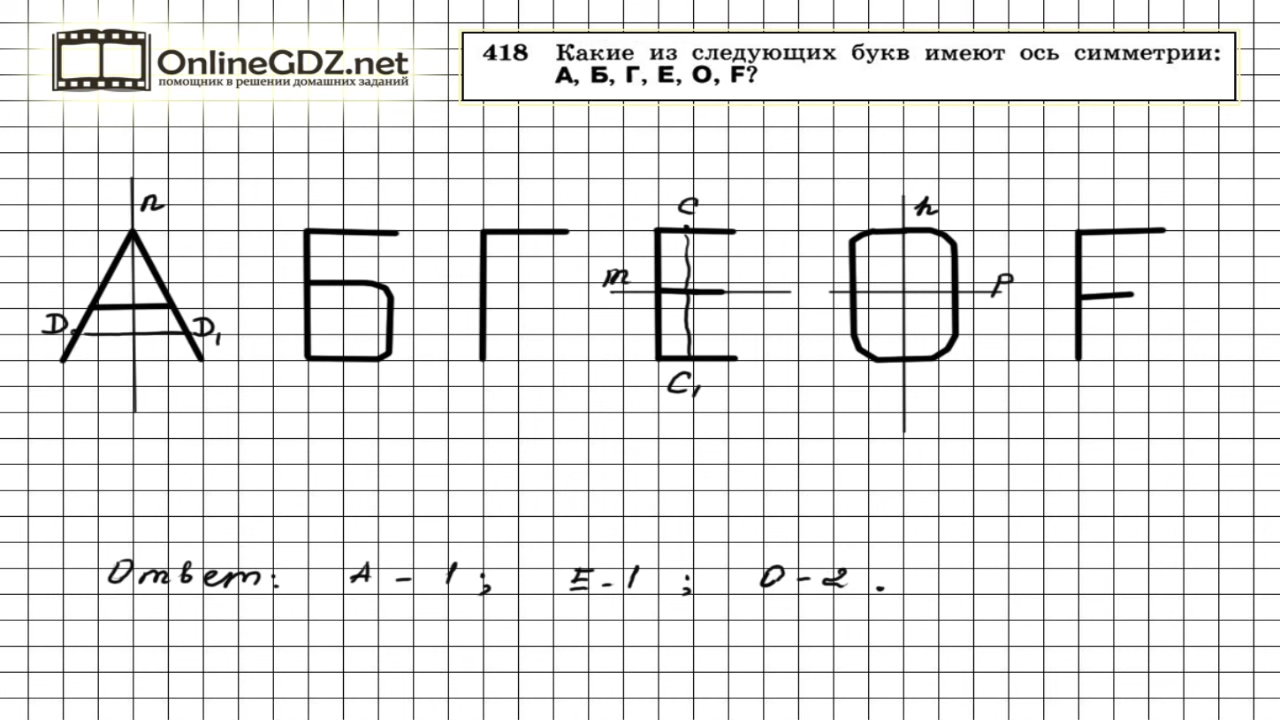 OnlineGDZ.net
помощник в решении домашних заданий
418 Какие из следующих букв имеют ось симметрии:
А, Б, Г, Е, О, F?
n
А Б Г Е О F
D D₁
C
m
C₁
h
P
Ответ: А - 1; Е - 1; О - 2.